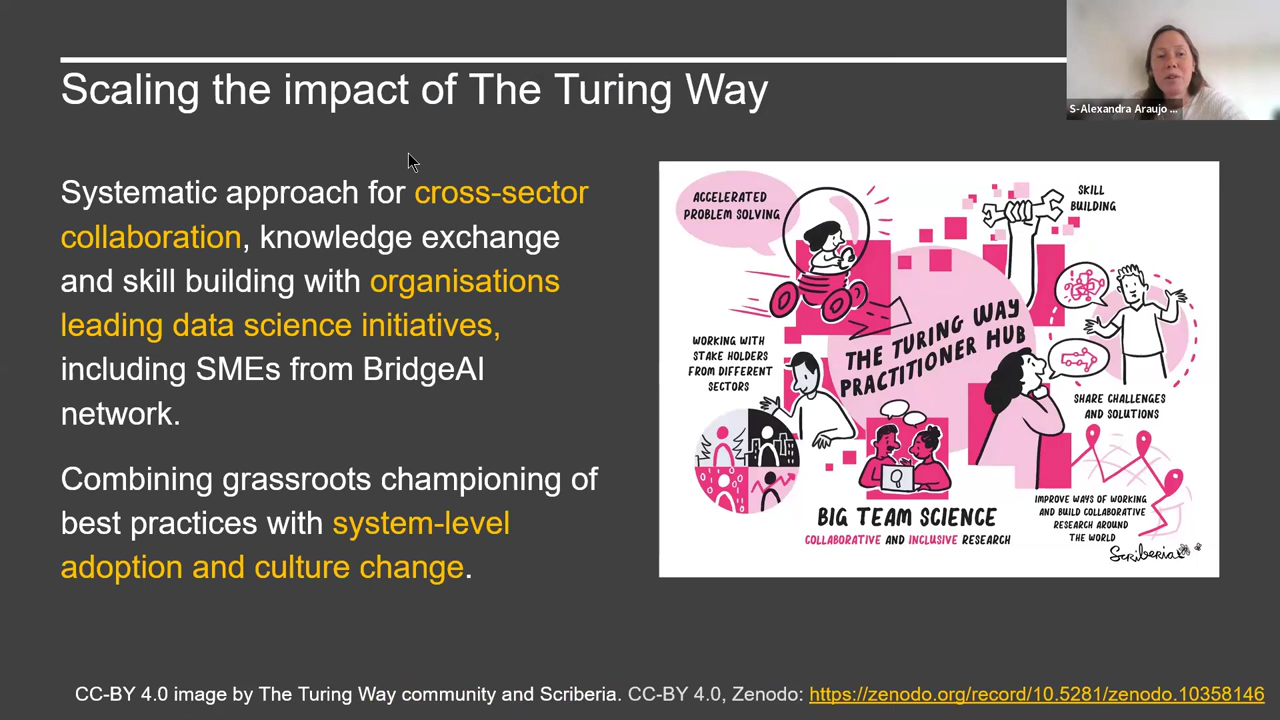 Scaling the impact of The Turing Way
S-Alexandra Araujo ...
Systematic approach for cross-sector
collaboration, knowledge exchange
and skill building with organisations
leading data science initiatives,
including SMEs from BridgeAI
network.
Combining grassroots championing of
best practices with system-level
adoption and culture change.
ACCELERATED
PROBLEM SOLVING
SKILL
BUILDING
THE TURING WAY
PRACTITIONER HUB
WORKING WITH
STAKE HOLDERS
FROM DIFFERENT
SECTORS
SHARE CHALLENGES
AND SOLUTIONS
IMPROVE WAYS OF WORKING
AND BUILD COLLABORATIVE
RESEARCH AROUND
THE WORLD
BIG TEAM SCIENCE
COLLABORATIVE AND INCLUSIVE RESEARCH
Scriberia
CC-BY 4.0 image by The Turing Way community and Scriberia. CC-BY 4.0, Zenodo: https://zenodo.org/record/10.5281/zenodo.10358146